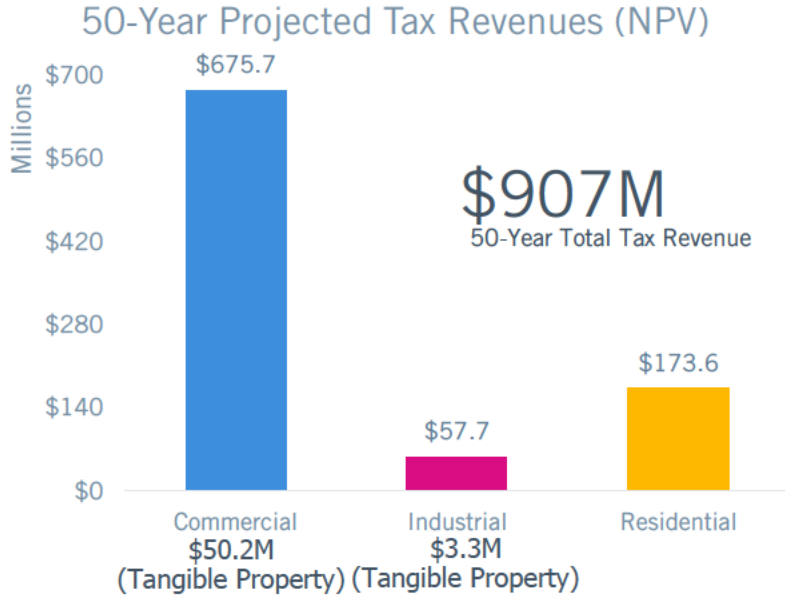 50-Year Projected Tax Revenues (NPV)
Millions
$700
$560
$420
$280
$140
$0
$675.7
$907M
50-Year Total Tax Revenue
$57.7
$173.6
Commercial
$50.2M
(Tangible Property)
Industrial
$3.3M
(Tangible Property)
Residential